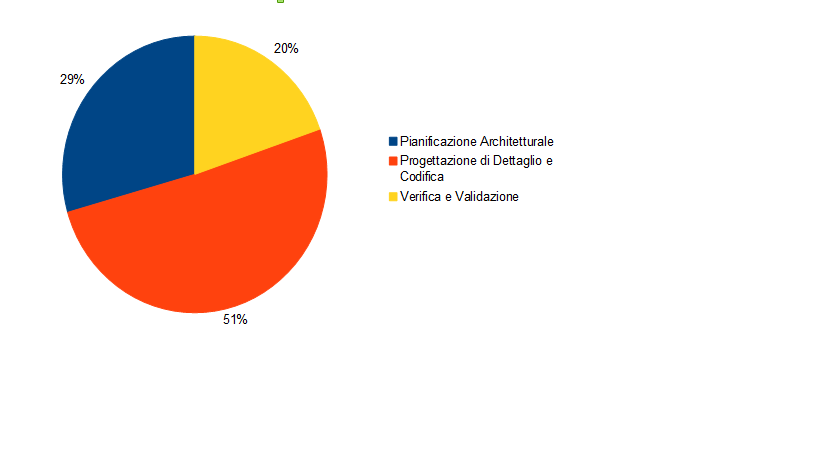 20%
29%
51%
Pianificazione Architetturale
Progettazione di Dettaglio e
Codifica
Verifica e Validazione